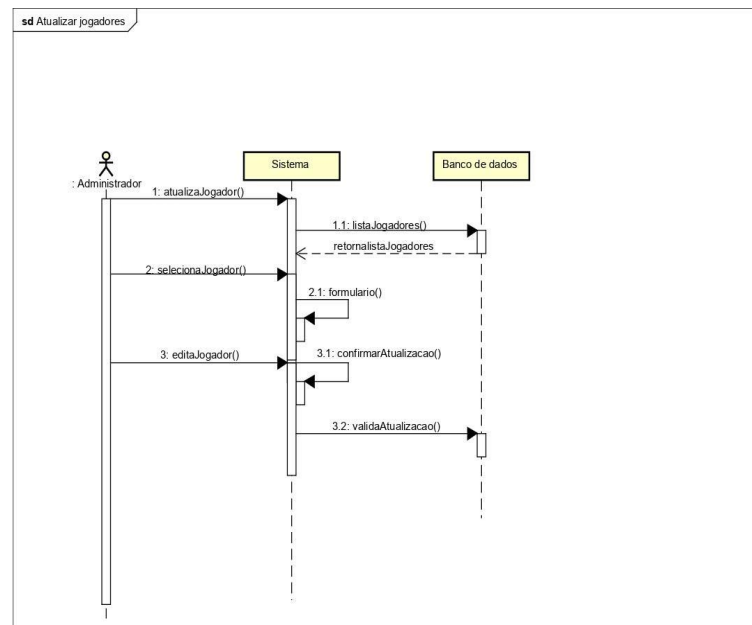 sd Atualizar jogadores
Sistema
Banco de dados
: Administrador
1: atualizaJogador()
1.1: listaJogadores()
retornalistaJogadores
2: selecionaJogador()
2.1: formulario()
3: editaJogador()
3.1: confirmarAtualizacao()
3.2: validaAtualizacao()